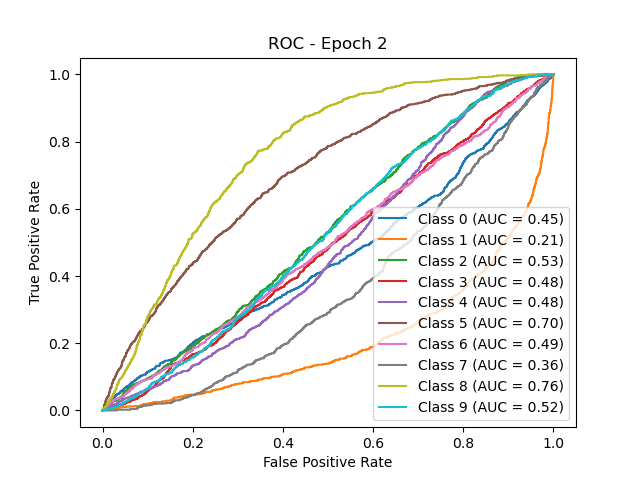 ROC - Epoch 2
True Positive Rate
1.0
0.8
0.6
0.4
0.2
0.0
Class 0 (AUC = 0.45)
Class 1 (AUC = 0.21)
Class 2 (AUC = 0.53)
Class 3 (AUC = 0.48)
Class 4 (AUC = 0.48)
Class 5 (AUC = 0.70)
Class 6 (AUC = 0.49)
Class 7 (AUC = 0.36)
Class 8 (AUC = 0.76)
Class 9 (AUC = 0.52)
0.0 0.2 0.4 0.6 0.8 1.0
False Positive Rate